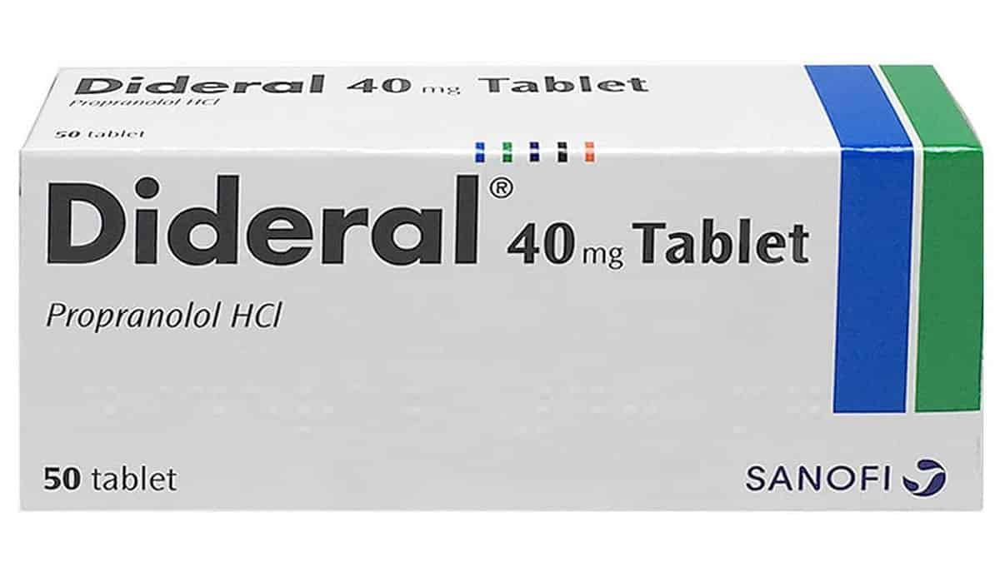 Dideral 40 mg Tablet
Propranolol HCl
50 tablet
Dideral® 40 mg Tablet
Propranolol HCl
50 tablet
SANOFI